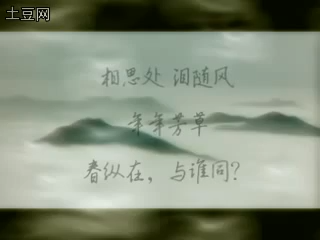 土豆网
相思处 泪随风
年年芳草
春纵在，与谁同？